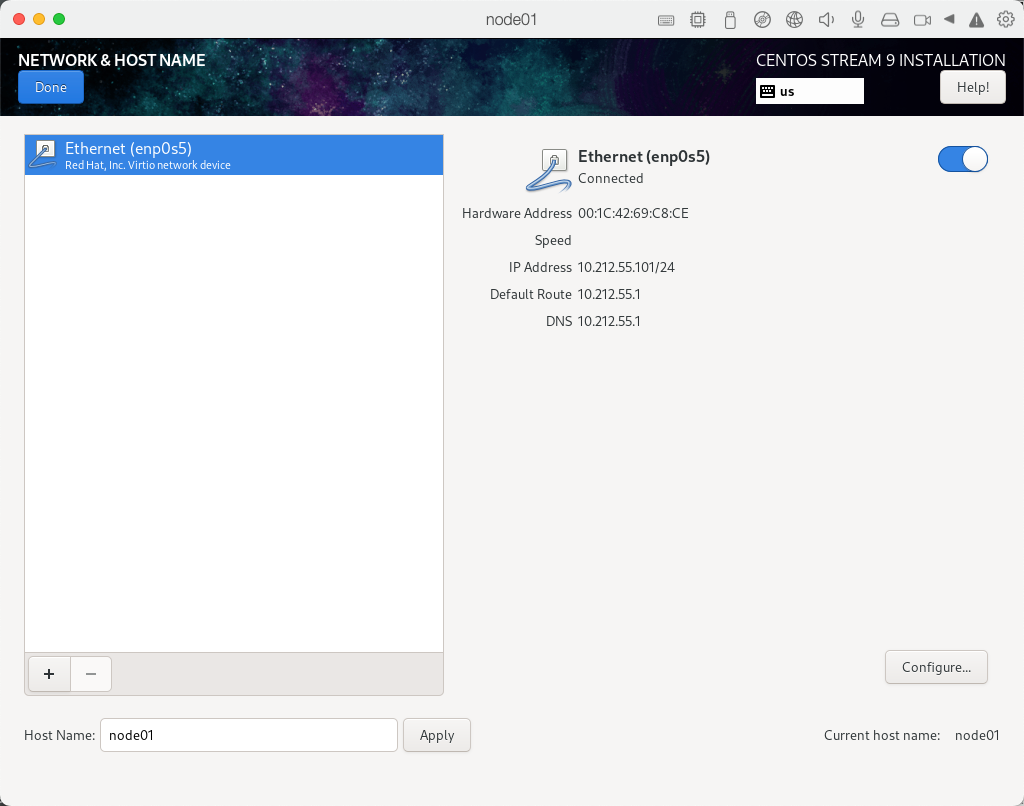 node01
NETWORK & HOST NAME
CENTOS STREAM 9 INSTALLATION
Done
us
Help!
Ethernet (enp0s5)
Red Hat, Inc. Virtio network device
Ethernet (enp0s5)
Connected
Hardware Address 00:1C:42:69:C8:CE
Speed
IP Address 10.212.55.101/24
Default Route 10.212.55.1
DNS 10.212.55.1
+ −
Configure...
Host Name: node01 Apply
Current host name: node01